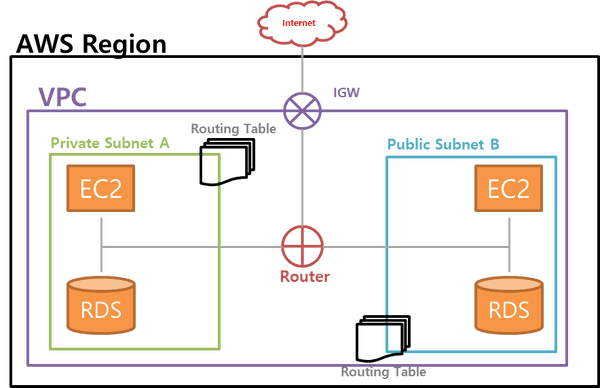 Internet
AWS Region
VPC
IGW
Routing Table
Private Subnet A
Public Subnet B
EC2
EC2
Router
RDS
RDS
Routing Table